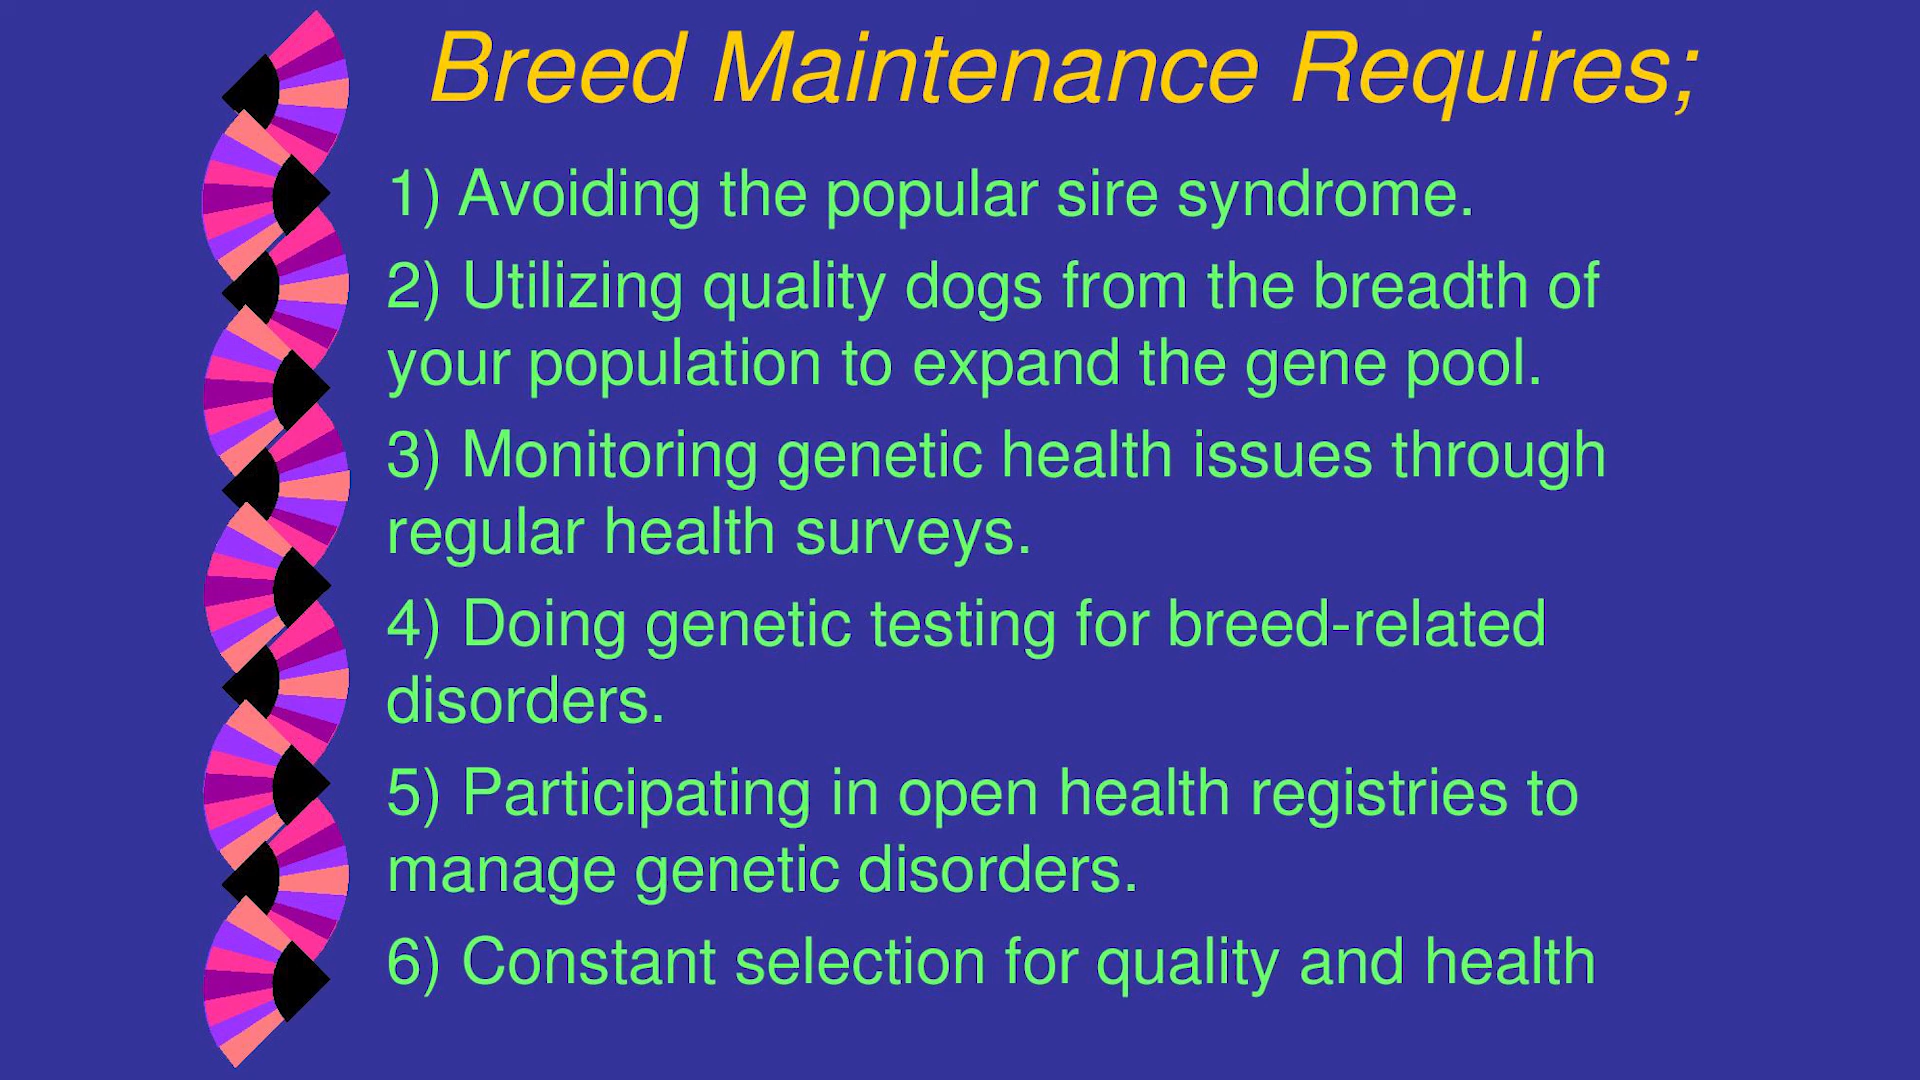 Breed Maintenance Requires;
1) Avoiding the popular sire syndrome.
2) Utilizing quality dogs from the breadth of
your population to expand the gene pool.
3) Monitoring genetic health issues through
regular health surveys.
4) Doing genetic testing for breed-related
disorders.
5) Participating in open health registries to
manage genetic disorders.
6) Constant selection for quality and health